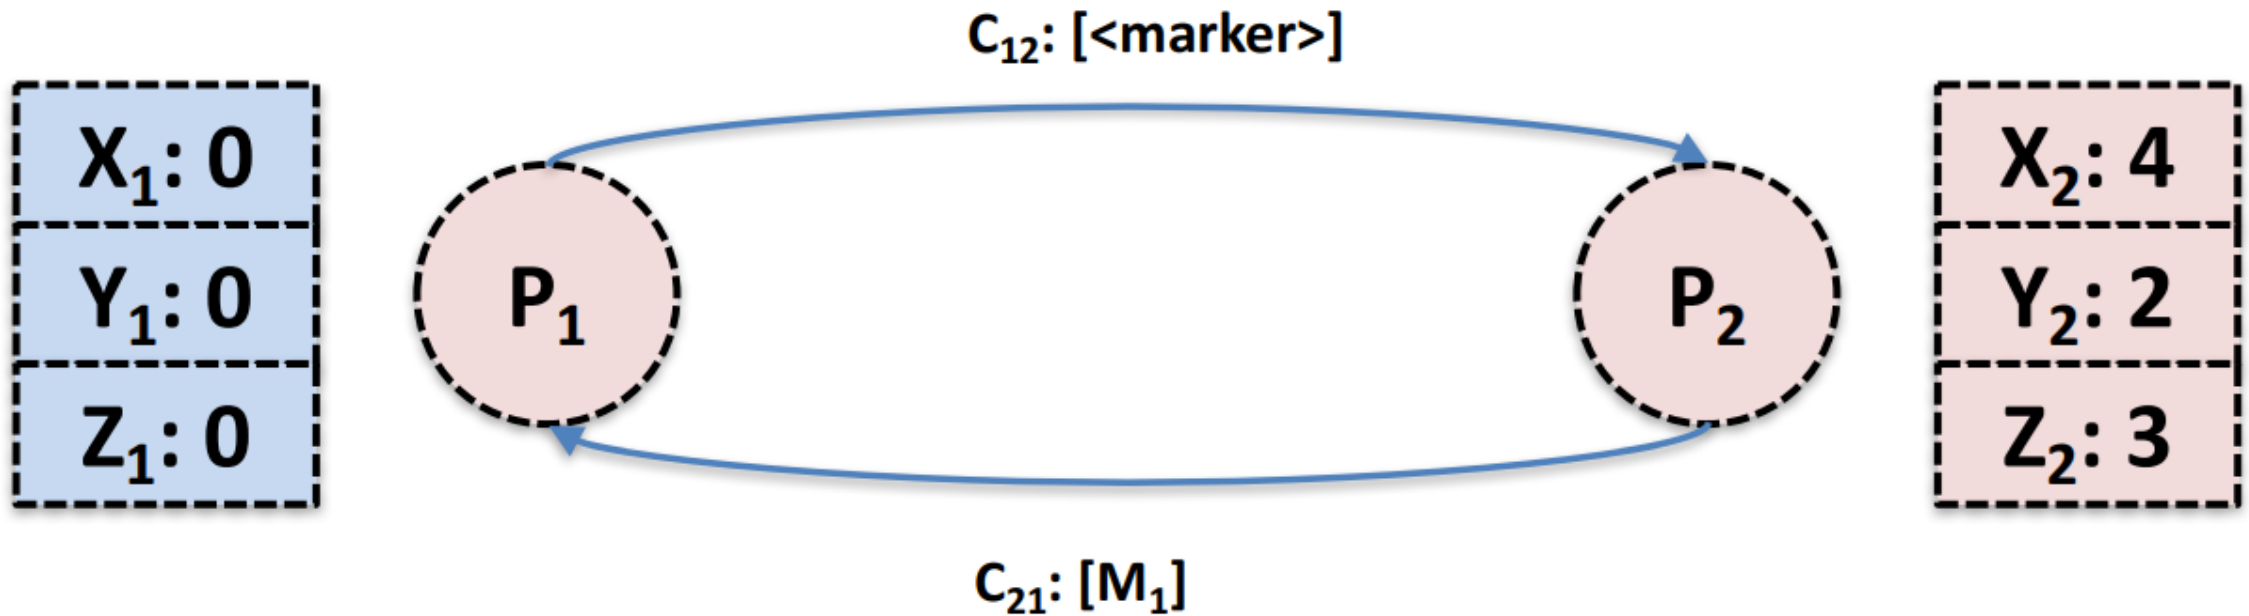 C₁₂: [<marker>]
X₁: 0
Y₁: 0
Z₁: 0
P₁
P₂
X₂: 4
Y₂: 2
Z₂: 3
C₂₁: [M₁]